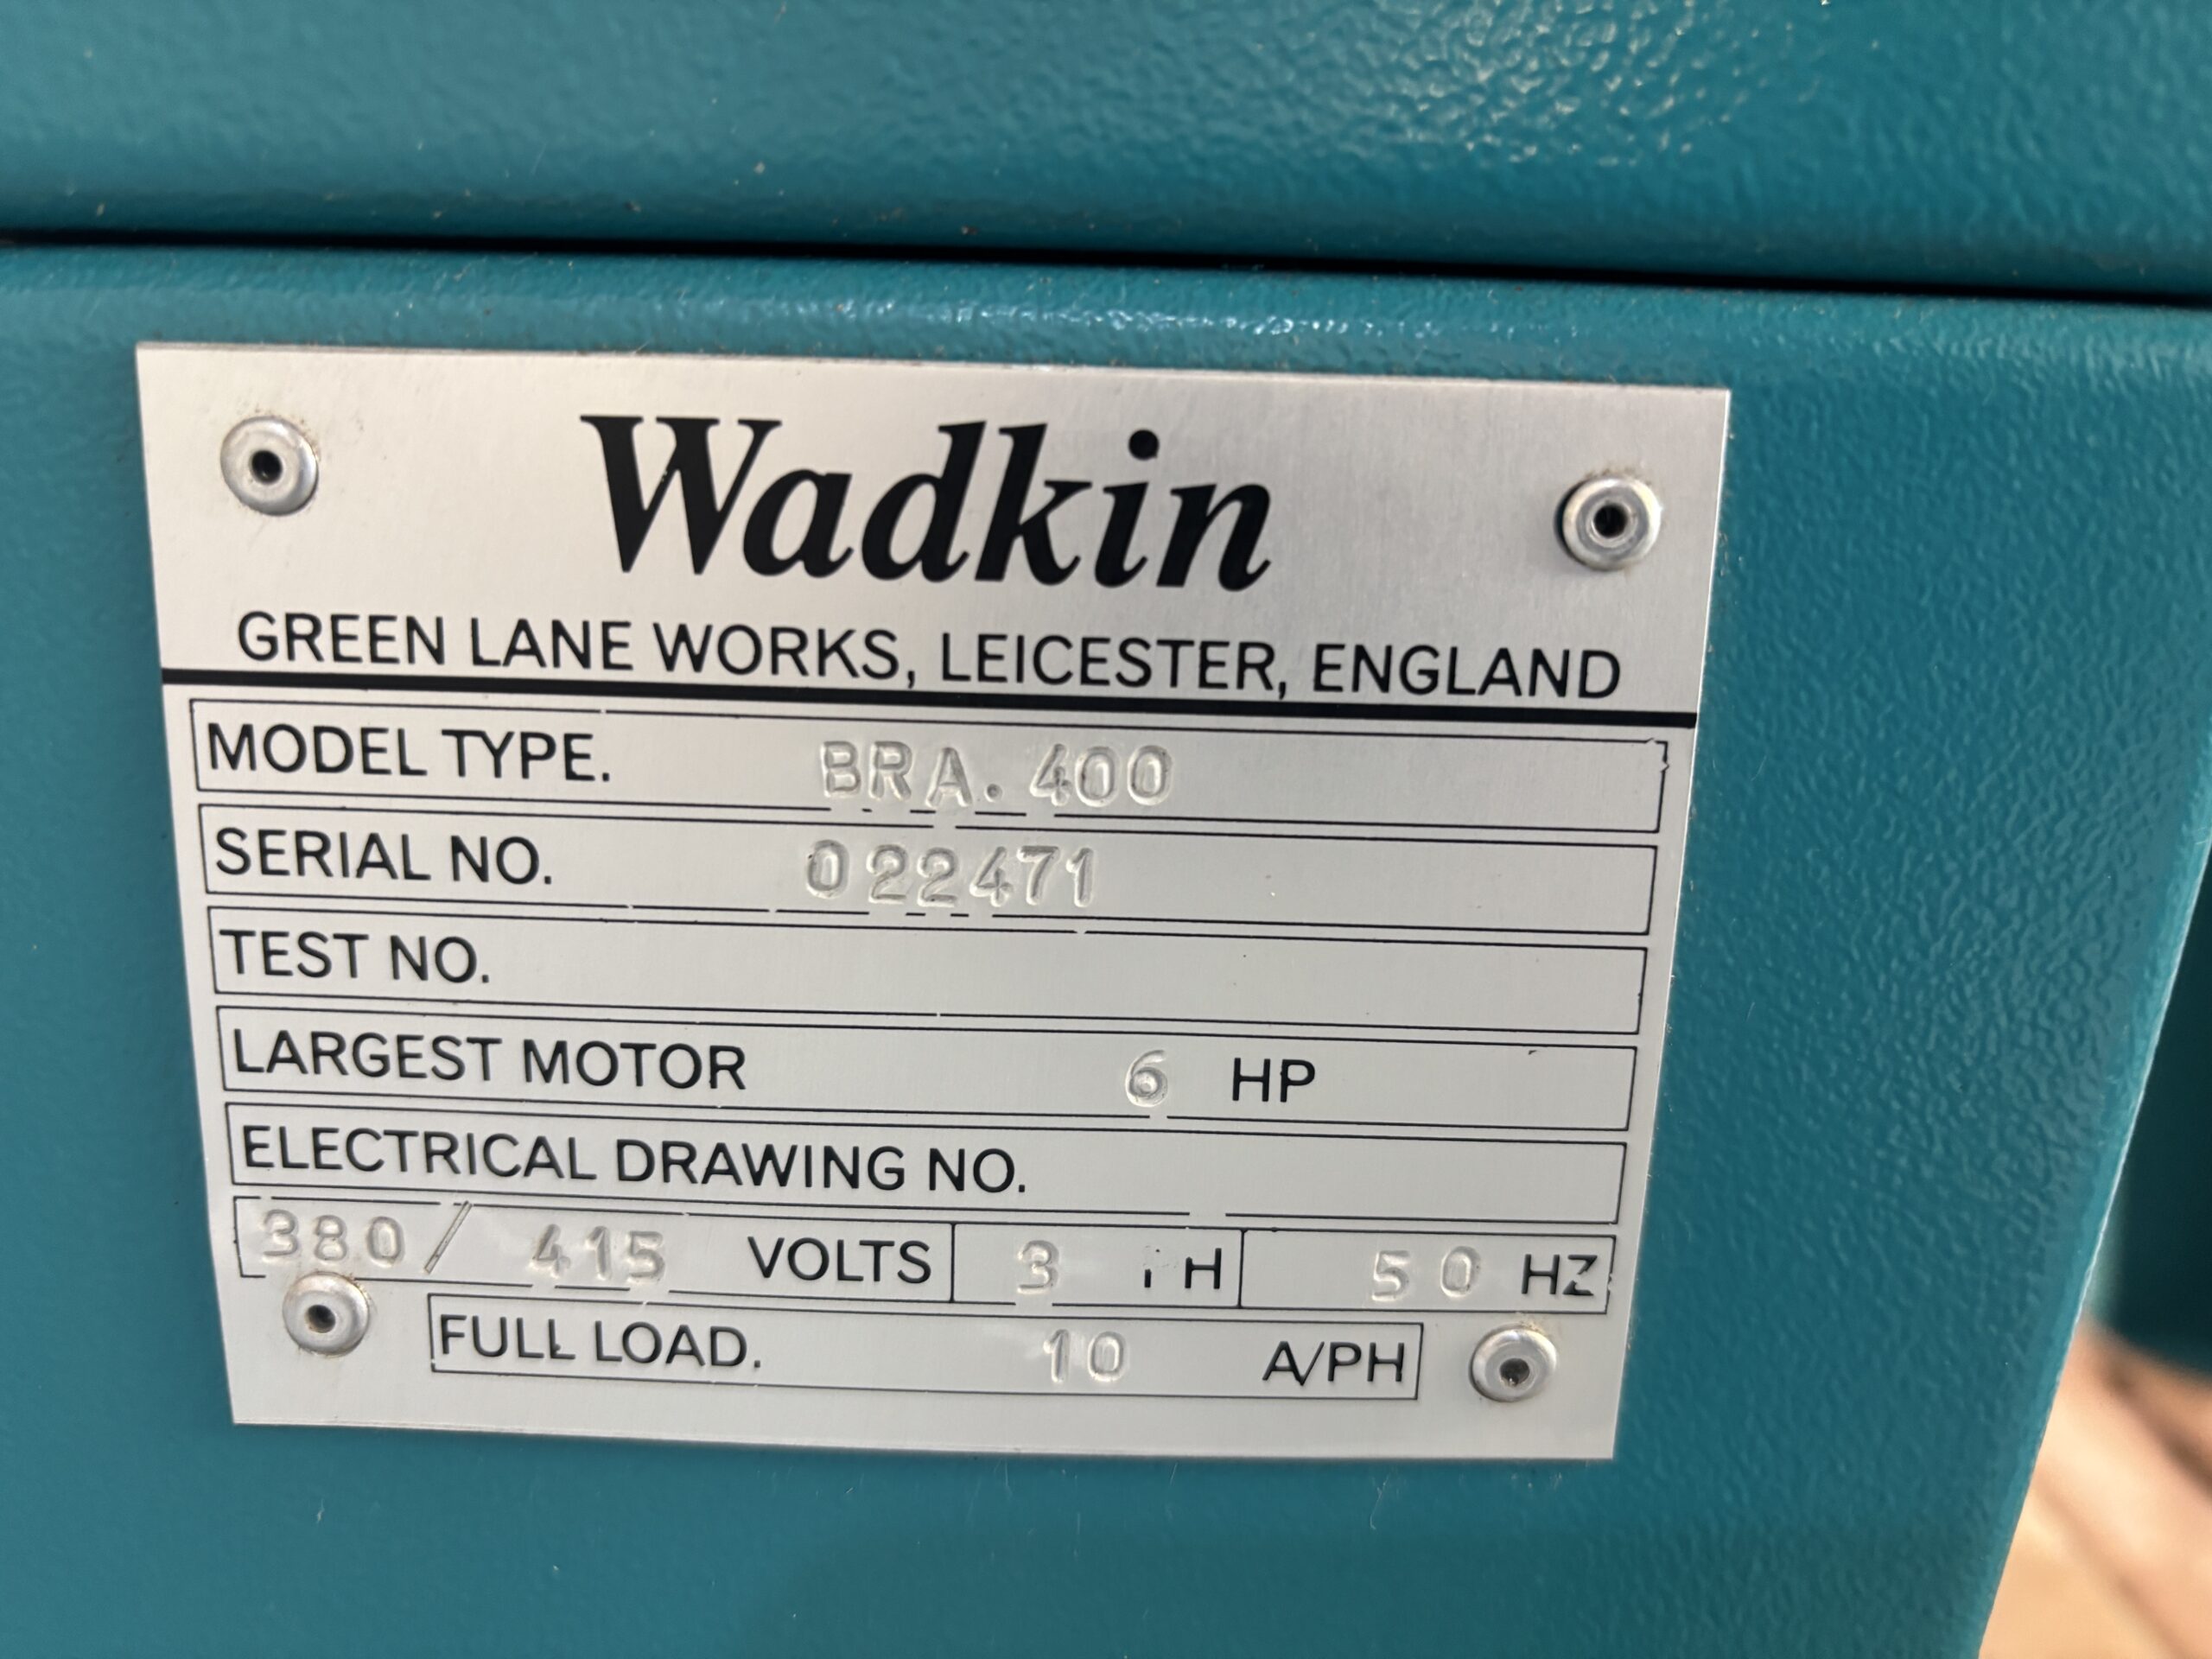 Wadkin
GREEN LANE WORKS, LEICESTER, ENGLAND
MODEL TYPE. BRA. 400
SERIAL NO. 022471
TEST NO.
LARGEST MOTOR 6 HP
ELECTRICAL DRAWING NO.
380/ 415 VOLTS 3 PH 50 HZ
FULL LOAD. 10 A/PH